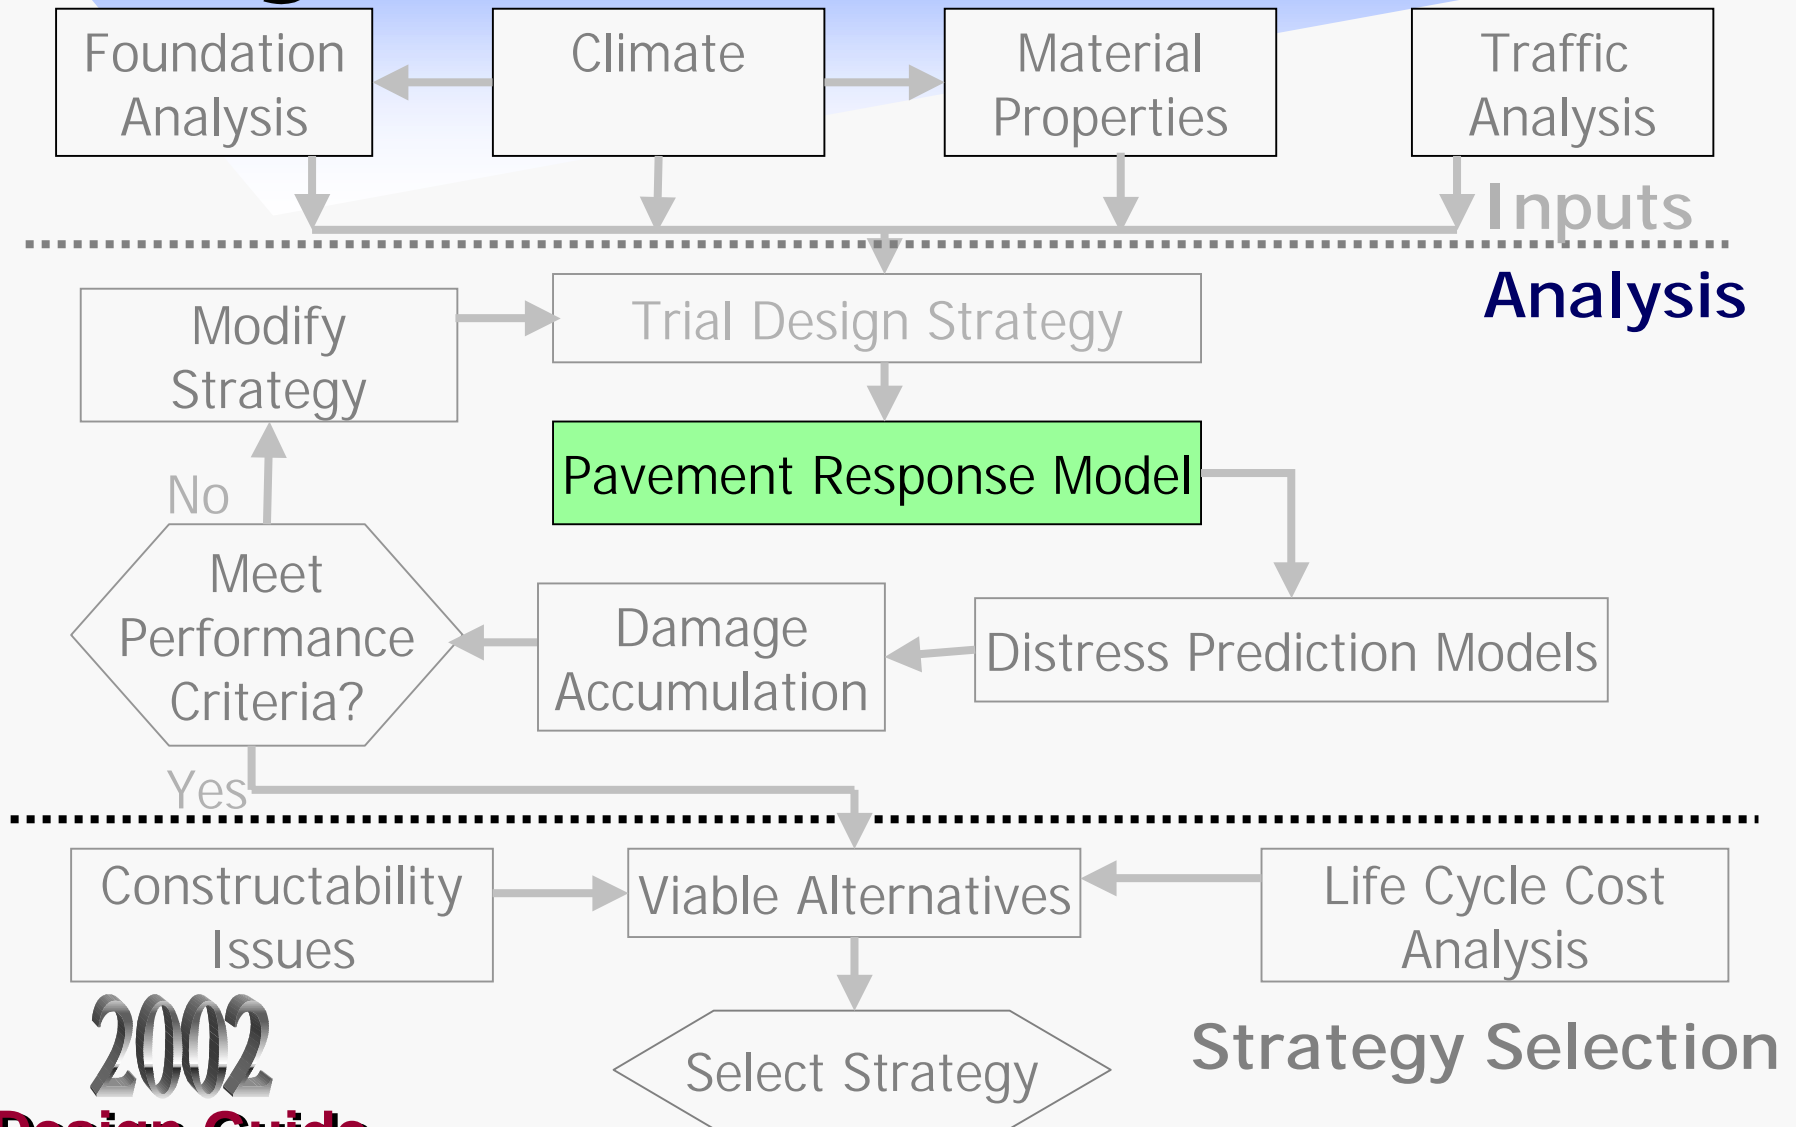 Foundation
Analysis
Climate
Material
Properties
Traffic
Analysis
Inputs
Analysis
Modify
Strategy
Trial Design Strategy
Pavement Response Model
No
Meet
Performance
Criteria?
Damage
Accumulation
Distress Prediction Models
Yes
Constructability
Issues
Viable Alternatives
Life Cycle Cost
Analysis
Select Strategy
Strategy Selection
2002
Design Guide